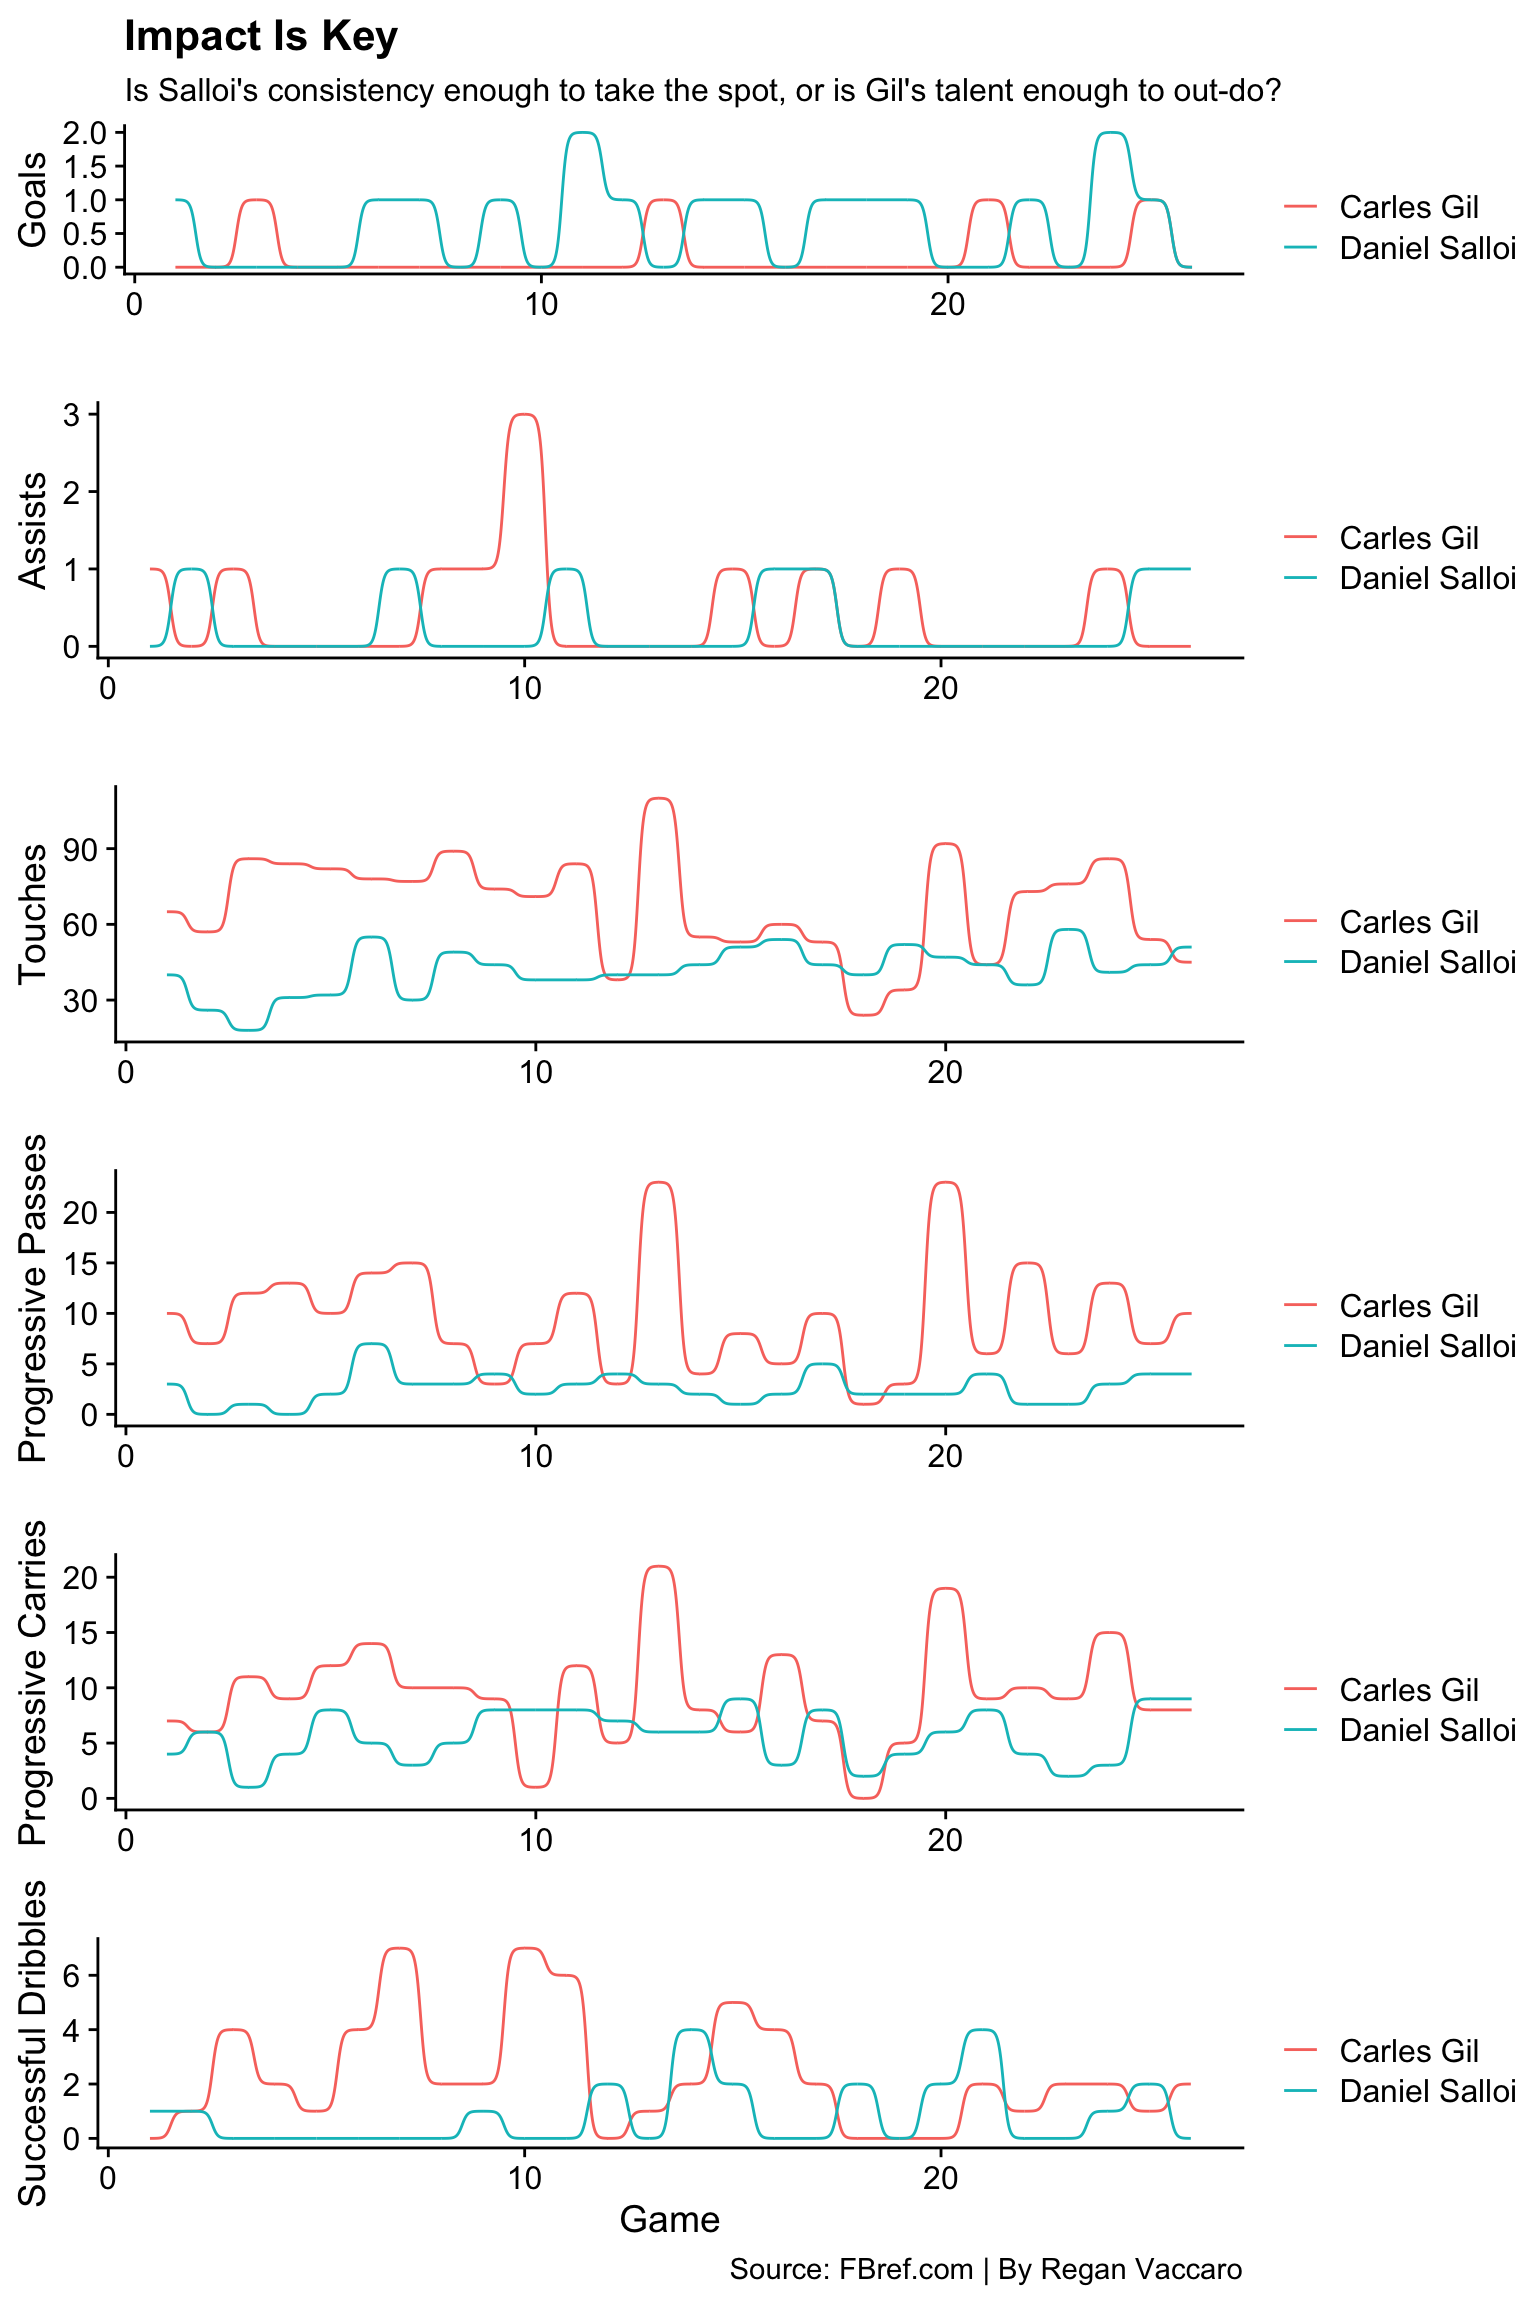 Impact Is Key
Is Salloi's consistency enough to take the spot, or is Gil's talent enough to out-do?
Goals
2.0
1.5
1.0
0.5
0.0
0 10 20
Carles Gil
Daniel Salloi
Assists
3
2
1
0
0 10 20
Carles Gil
Daniel Salloi
Touches
90
60
30
0 10 20
Carles Gil
Daniel Salloi
Progressive Passes
20
15
10
5
0
0 10 20
Carles Gil
Daniel Salloi
Progressive Carries
20
15
10
5
0
0 10 20
Carles Gil
Daniel Salloi
Successful Dribbles
6
4
2
0
0 10 20
Carles Gil
Daniel Salloi
Game
Source: FBref.com | By Regan Vaccaro